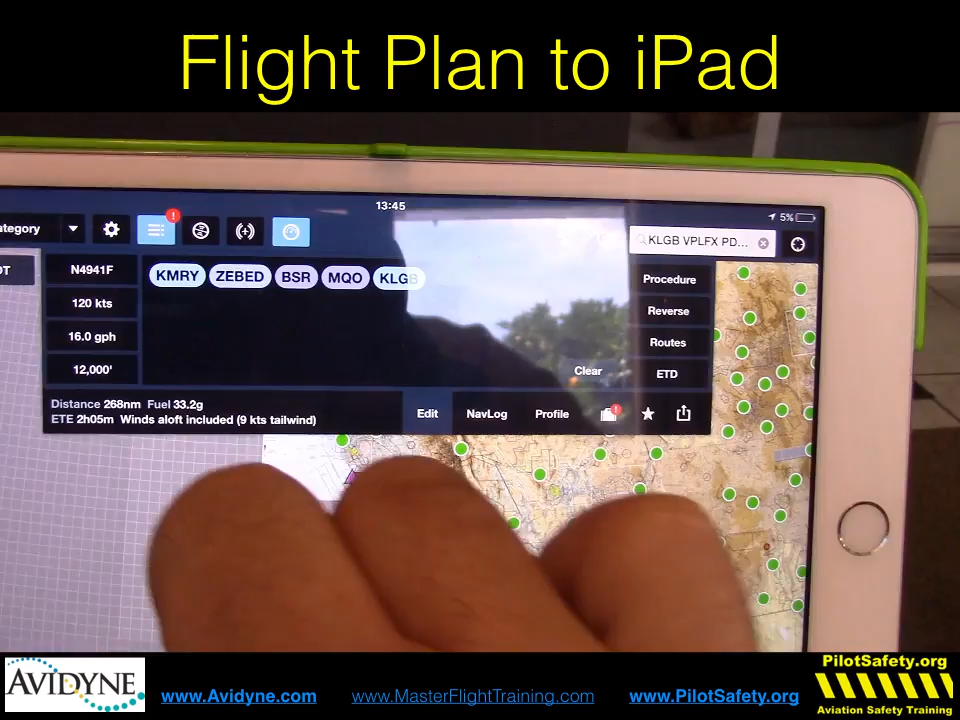 Flight Plan to iPad
13:45
5%
ategory
!
KLGB VPLFX PD...
DT
N4941F
KMRY ZEBED BSR MQO KLGB
Procedure
120 kts
Reverse
16.0 gph
Routes
12,000'
Clear
ETD
Distance 268nm Fuel 33.2g
ETE 2h05m Winds aloft included (9 kts tailwind)
Edit NavLog Profile !
AVIDYNE
www.Avidyne.com www.MasterFlightTraining.com www.PilotSafety.org
PilotSafety.org
Aviation Safety Training